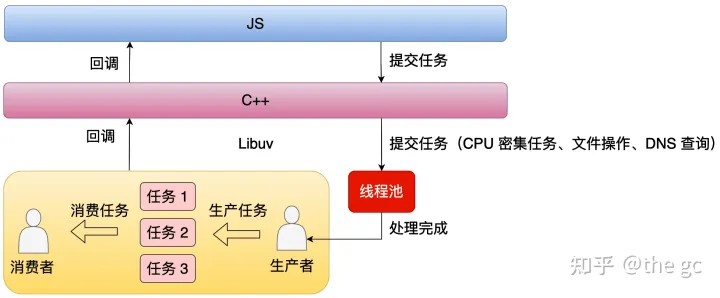 JS
回调
提交任务
C++
回调
Libuv
提交任务（CPU 密集任务、文件操作、DNS 查询）
线程池
处理完成
任务 1
消费任务
生产任务
任务 2
任务 3
消费者
生产者
知乎 @the gc